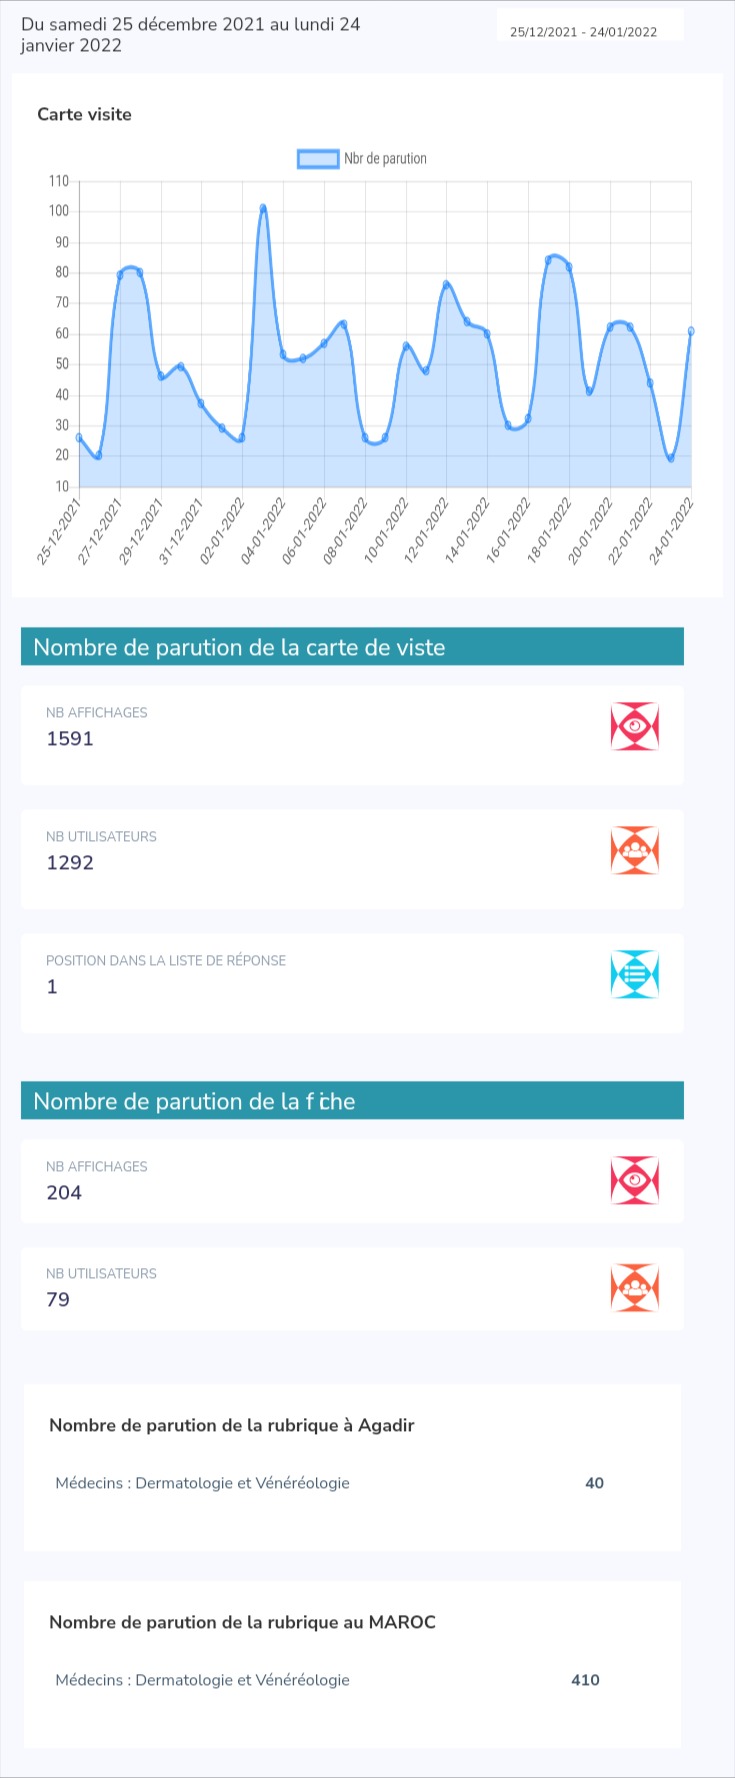 Du samedi 25 décembre 2021 au lundi 24
janvier 2022
25/12/2021 - 24/01/2022
Carte visite
Nbr de parution
110
100
90
80
70
60
50
40
30
20
10
25-12-2021
27-12-2021
29-12-2021
31-12-2021
02-01-2022
04-01-2022
06-01-2022
08-01-2022
10-01-2022
12-01-2022
14-01-2022
16-01-2022
18-01-2022
20-01-2022
22-01-2022
24-01-2022
Nombre de parution de la carte de viste
NB AFFICHAGES
1591
NB UTILISATEURS
1292
POSITION DANS LA LISTE DE RÉPONSE
1
Nombre de parution de la fiche
NB AFFICHAGES
204
NB UTILISATEURS
79
Nombre de parution de la rubrique à Agadir
Médecins : Dermatologie et Vénéréologie 40
Nombre de parution de la rubrique au MAROC
Médecins : Dermatologie et Vénéréologie 410